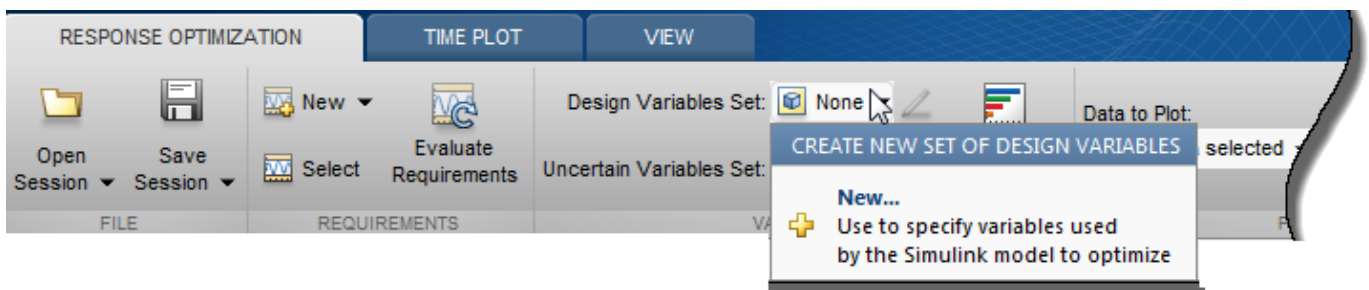 RESPONSE OPTIMIZATION TIME PLOT VIEW
New Design Variables Set: None
Data to Plot:
Open Session Save Session Select Evaluate Requirements Uncertain Variables Set: selected
CREATE NEW SET OF DESIGN VARIABLES
New...
Use to specify variables used
by the Simulink model to optimize
FILE REQUIREMENTS